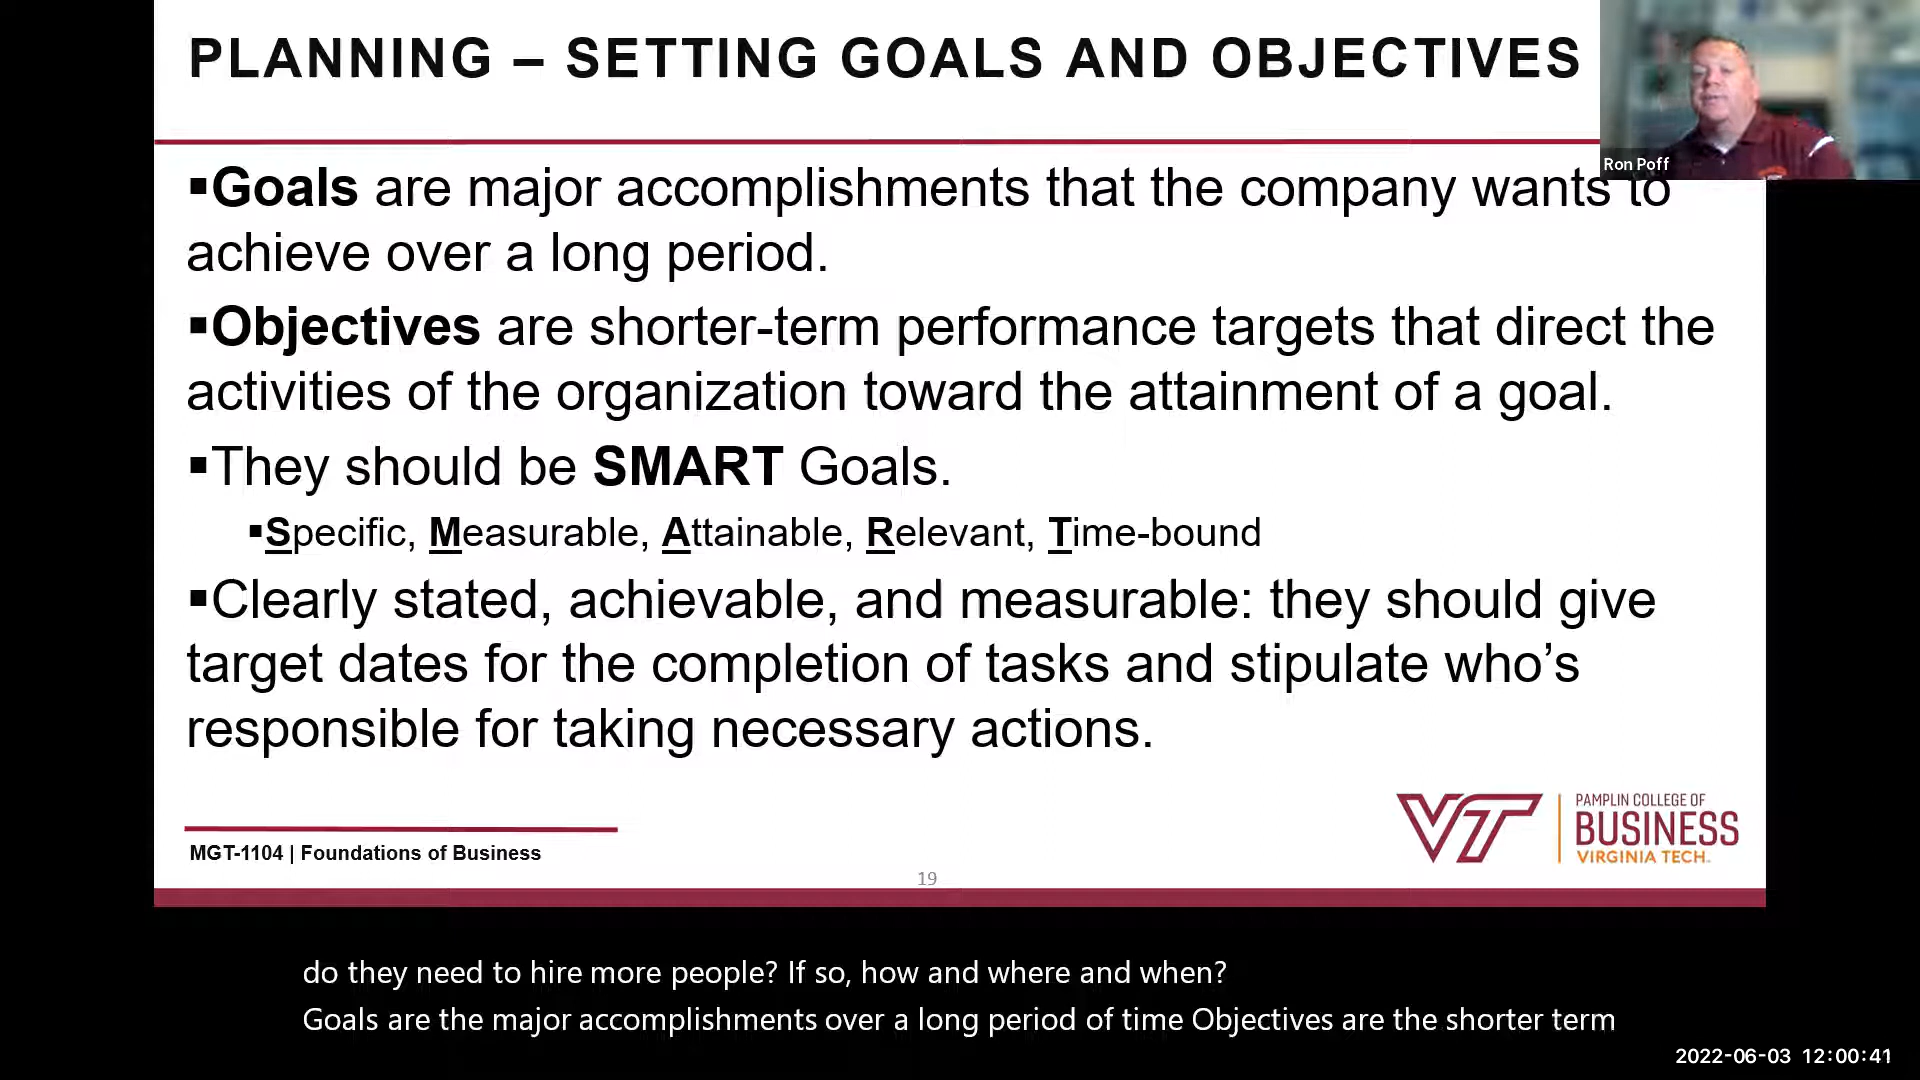 PLANNING – SETTING GOALS AND OBJECTIVES
Ron Poff
▪Goals are major accomplishments that the company wants to
achieve over a long period.
▪Objectives are shorter-term performance targets that direct the
activities of the organization toward the attainment of a goal.
▪They should be SMART Goals.
▪Specific, Measurable, Attainable, Relevant, Time-bound
▪Clearly stated, achievable, and measurable: they should give
target dates for the completion of tasks and stipulate who’s
responsible for taking necessary actions.
MGT-1104 | Foundations of Business
19
VT
PAMPLIN COLLEGE OF
BUSINESS
VIRGINIA TECH.
do they need to hire more people? If so, how and where and when?
Goals are the major accomplishments over a long period of time Objectives are the shorter term
2022-06-03 12:00:41